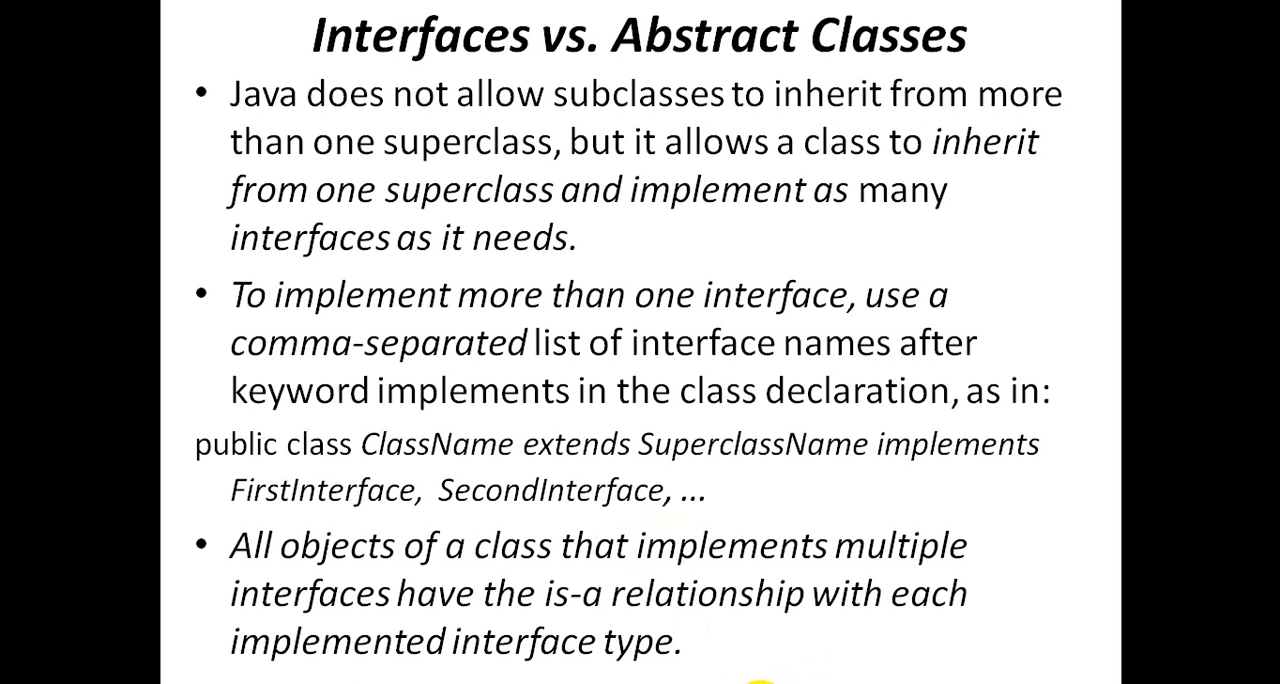 Interfaces vs. Abstract Classes
• Java does not allow subclasses to inherit from more
than one superclass, but it allows a class to inherit
from one superclass and implement as many
interfaces as it needs.
• To implement more than one interface, use a
comma-separated list of interface names after
keyword implements in the class declaration, as in:
public class ClassName extends SuperclassName implements
FirstInterface, SecondInterface, ...
• All objects of a class that implements multiple
interfaces have the is-a relationship with each
implemented interface type.